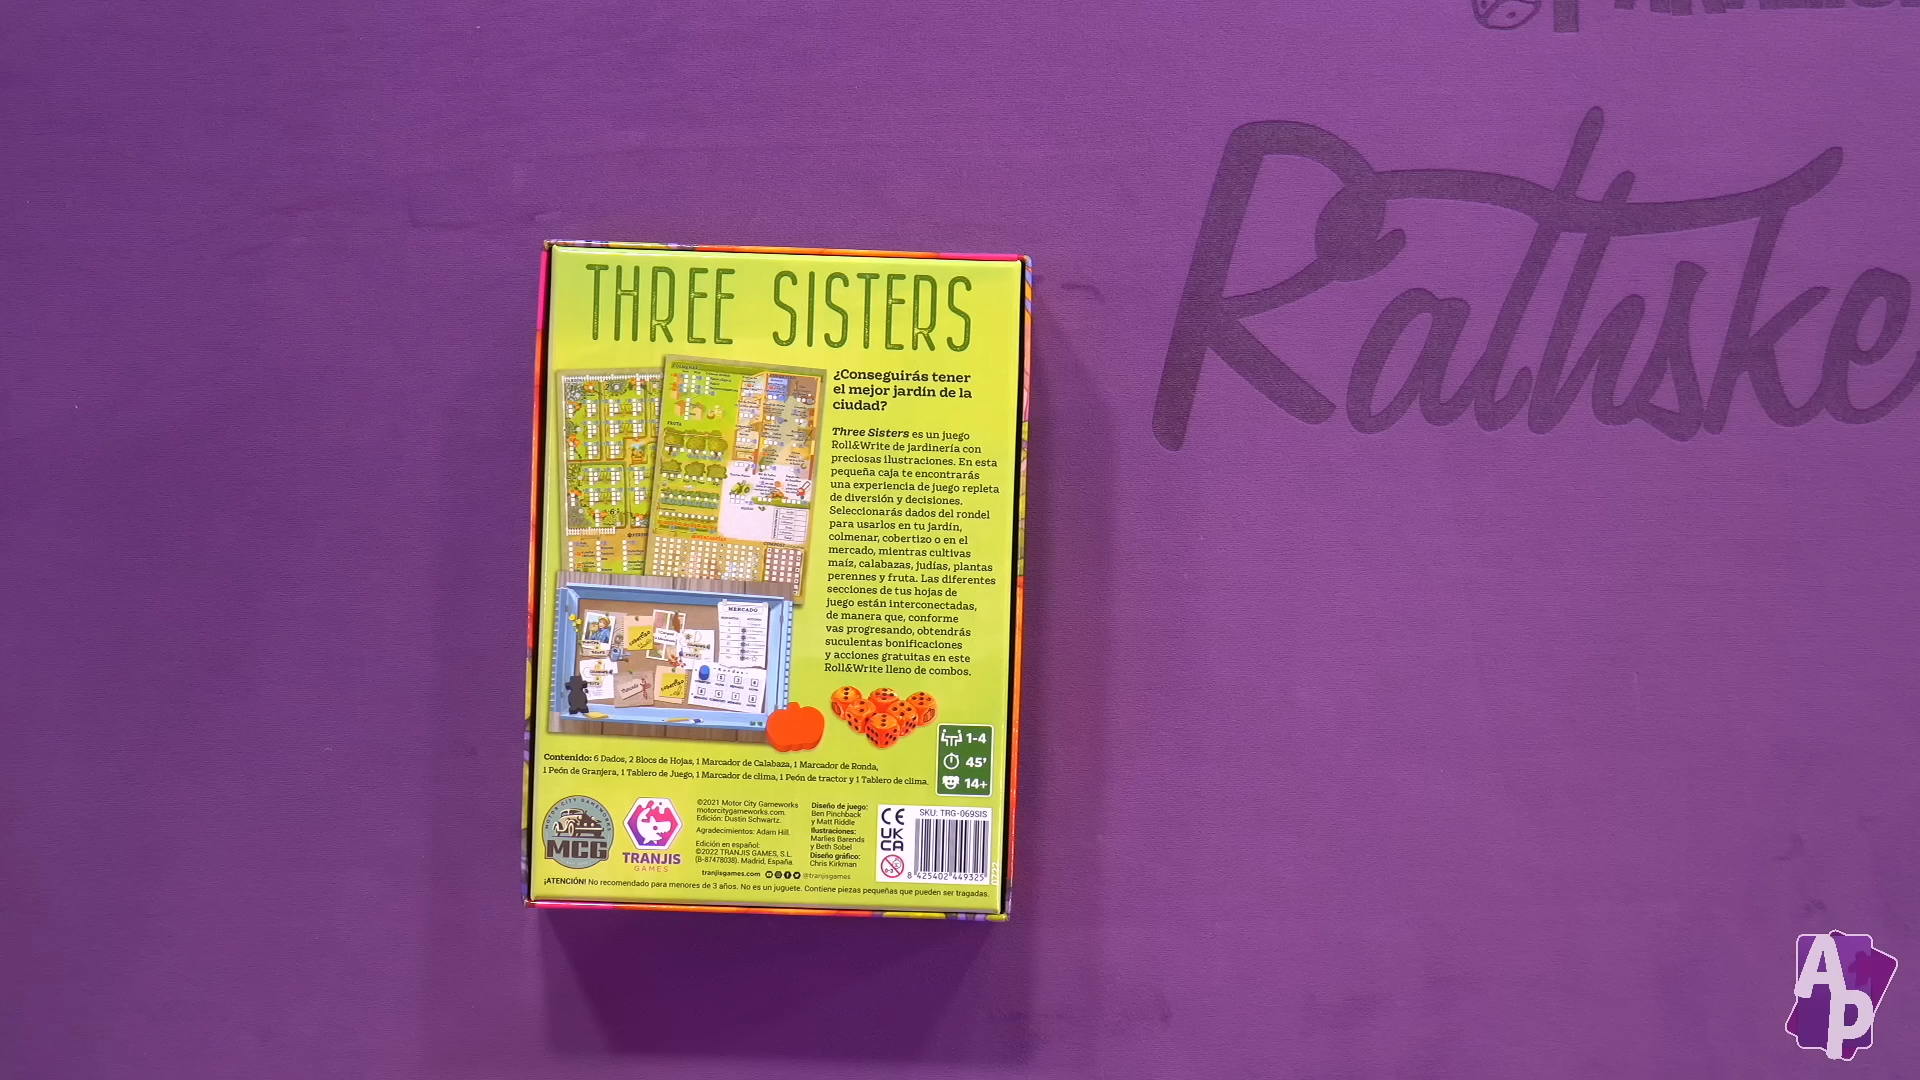 Rathske
THREE SISTERS
¿Conseguirás tener
el mejor jardín de la
ciudad?
Three Sisters es un juego
Roll&Write de jardinería con
preciosas ilustraciones. En esta
pequeña caja te encontrarás
una experiencia de juego repleta
de diversión y decisiones.
Seleccionarás dados del rondel
para usarlos en tu jardín,
colmenar, cobertizo o en el
mercado, mientras cultivas
maíz, calabazas, judías, plantas
perennes y fruta. Las diferentes
secciones de tus hojas de
juego están interconectadas,
de manera que, conforme
vas progresando, obtendrás
suculentas bonificaciones
y acciones gratuitas en este
Roll&Write lleno de combos.
FRUTA
MERCADO
1-4
45'
14+
Contenido: 6 Dados, 2 Blocs de Hojas, 1 Marcador de Calabaza, 1 Marcador de Ronda,
1 Peón de Granjera, 1 Tablero de Juego, 1 Marcador de clima, 1 Peón de tractor y 1 Tablero de clima.
MOTOR CITY GAMEWORKS
MCG
TRANJIS
GAMES
©2021 Motor City Gameworks
motorcitygameworks.com.
Edición: Dustin Schwartz.
Agradecimientos: Adam Hill.
Edición en español:
©2022 TRANJIS GAMES, S.L.
(B-87478038). Madrid, España.
tranjisgames.com @tranjisgames
Diseño de juego:
Ben Pinchback
y Matt Riddle
Ilustraciones:
Marlies Barends
y Beth Sobel
Diseño gráfico:
Chris Kirkman
CE
UK
CA
0-3
SKU: TRG-069SIS
8 425402 449325
¡ATENCIÓN! No recomendado para menores de 3 años. No es un juguete. Contiene piezas pequeñas que pueden ser tragadas.
AP